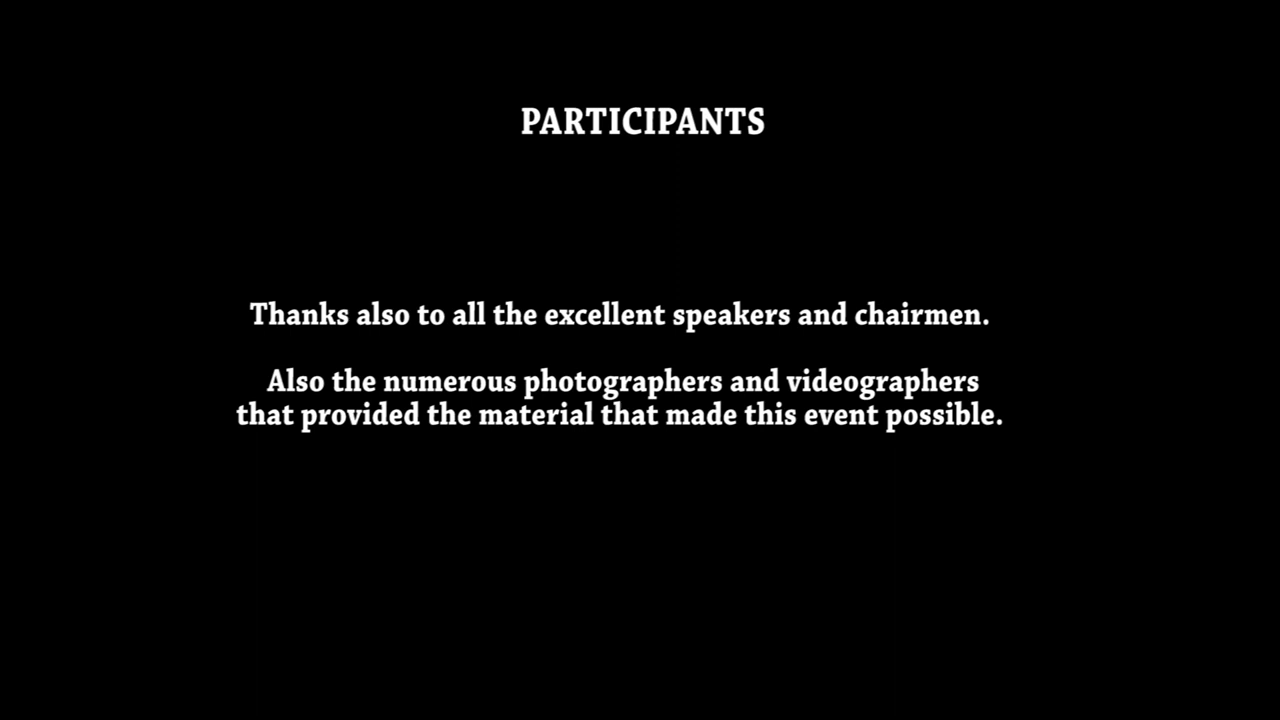 PARTICIPANTS
Thanks also to all the excellent speakers and chairmen.
Also the numerous photographers and videographers
that provided the material that made this event possible.